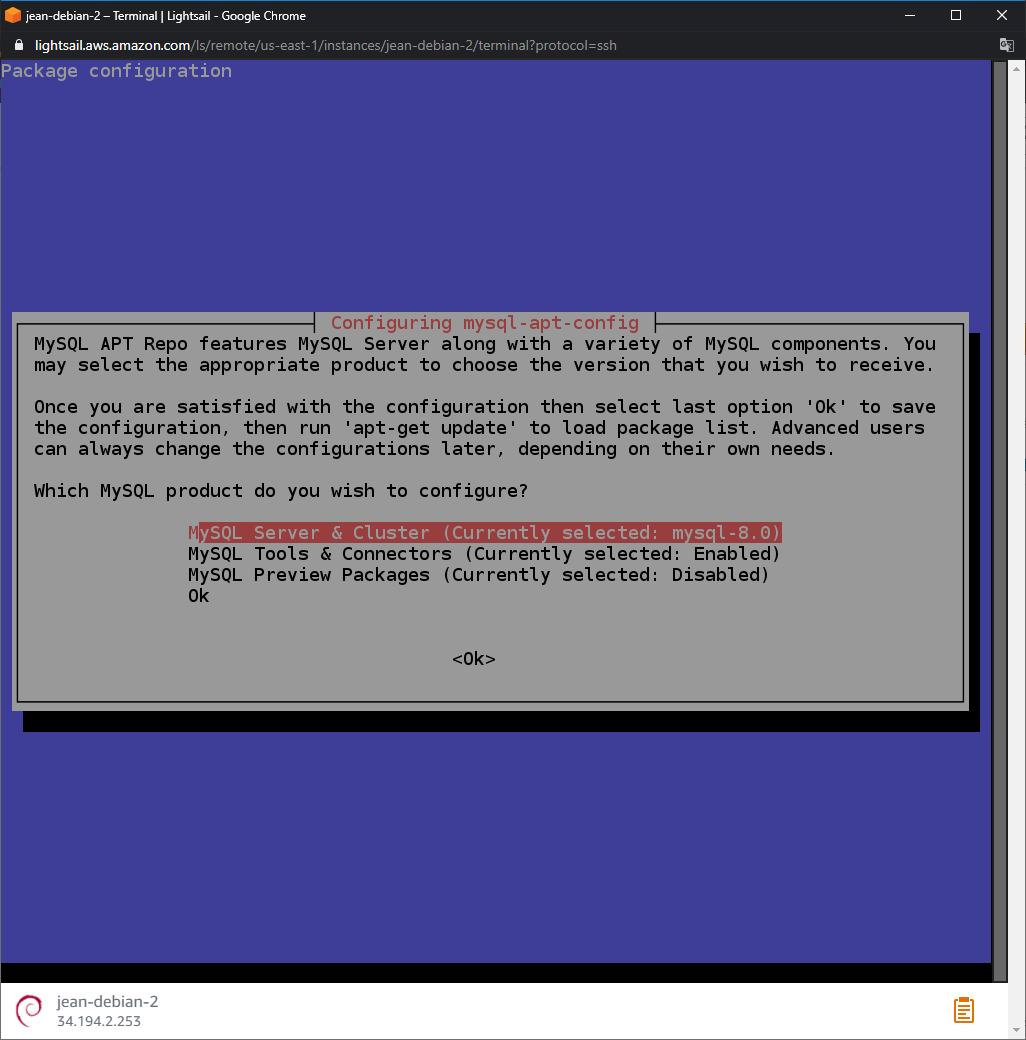 jean-debian-2 – Terminal | Lightsail - Google Chrome
lightsail.aws.amazon.com/ls/remote/us-east-1/instances/jean-debian-2/terminal?protocol=ssh
Package configuration
Configuring mysql-apt-config
MySQL APT Repo features MySQL Server along with a variety of MySQL components. You
may select the appropriate product to choose the version that you wish to receive.
Once you are satisfied with the configuration then select last option 'Ok' to save
the configuration, then run 'apt-get update' to load package list. Advanced users
can always change the configurations later, depending on their own needs.
Which MySQL product do you wish to configure?
MySQL Server & Cluster (Currently selected: mysql-8.0)
MySQL Tools & Connectors (Currently selected: Enabled)
MySQL Preview Packages (Currently selected: Disabled)
Ok
<Ok>
jean-debian-2
34.194.2.253